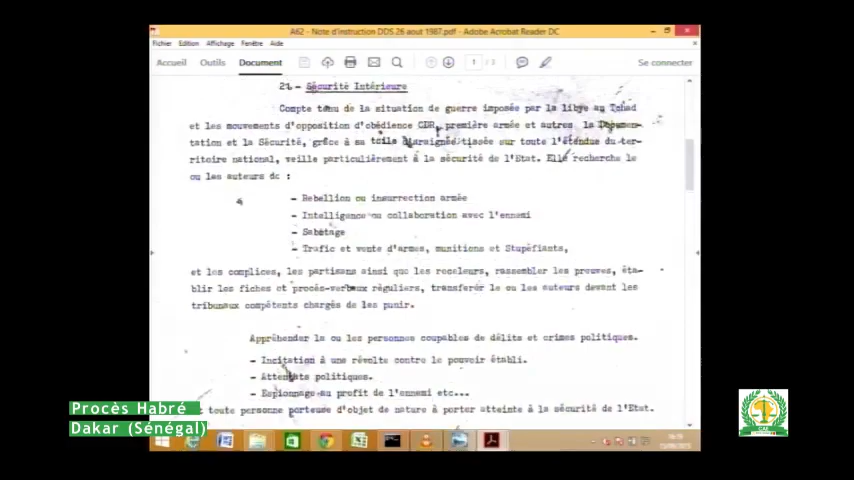 A62 - Note d'instruction DDS 26 aout 1987.pdf - Adobe Acrobat Reader DC
Fichier Edition Affichage Fenêtre Aide
Accueil Outils Document 1 / 3 Se connecter
21 - Sécurité Intérieure
Compte tenu de la situation de guerre imposée par la libye au Tchad
et les mouvements d'opposition d'obédience CDR, première armée et autres la Documen-
tation et la Sécurité, grâce à sa toile d'araignée tissée sur toute l'étendue du ter-
ritoire national, veille particulièrement à la sécurité de l'Etat. Elle recherche le
ou les auteurs de :
- Rebellion ou insurrection armée
- Intelligence ou collaboration avec l'ennemi
- Sabotage
- Trafic et vente d'armes, munitions et Stupéfiants,
et les complices, les partisans ainsi que les receleurs, rassembler les preuves, éta-
blir les fiches et procès-verbaux réguliers, transférer le ou les auteurs devant les
tribunaux compétents chargés de les punir.
Appréhender la ou les personnes coupables de délits et crimes politiques.
- Incitation à une révolte contre le pouvoir établi.
- Attentats politiques.
- Espionnage au profit de l'ennemi etc...
toute personne porteuse d'objet de nature à porter atteinte à la sécurité de l'Etat.
Procès Habré
Dakar (Sénégal)
CAE